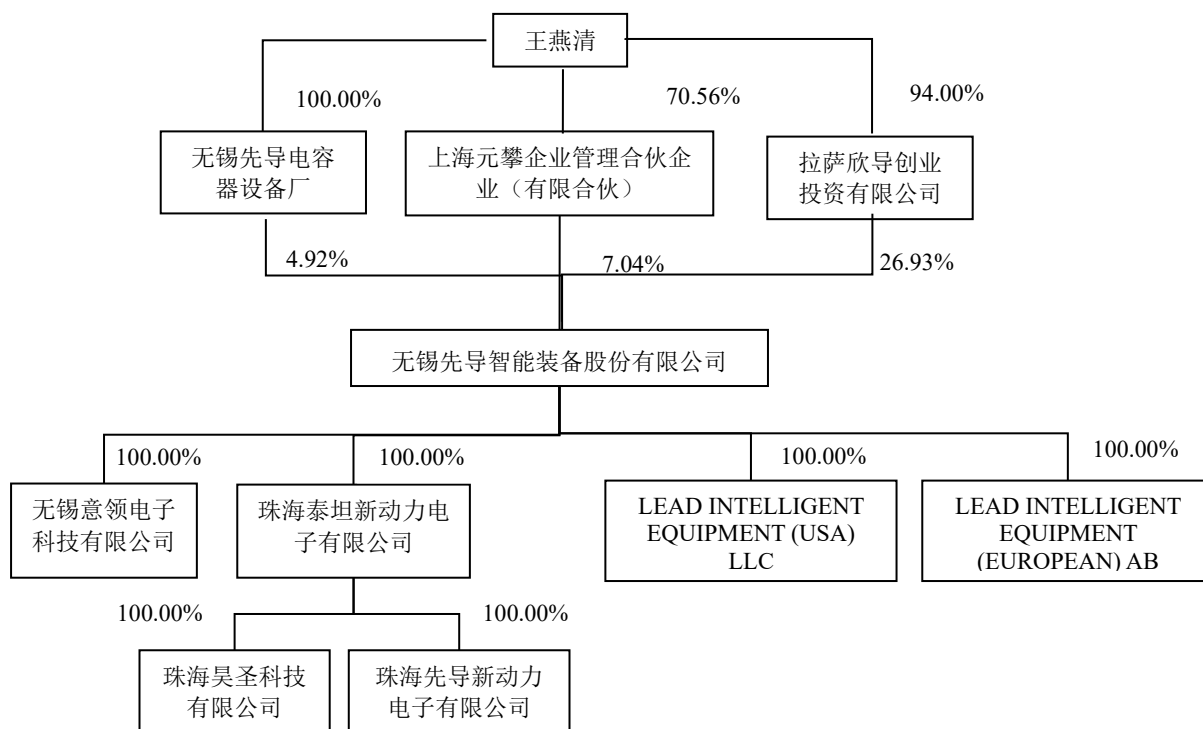 王燕清
100.00%
70.56%
94.00%
无锡先导电容
器设备厂
上海元攀企业管理合伙企
业（有限合伙）
拉萨欣导创业
投资有限公司
4.92%
7.04%
26.93%
无锡先导智能装备股份有限公司
100.00%
100.00%
100.00%
100.00%
无锡意领电子
科技有限公司
珠海泰坦新动力电
子有限公司
LEAD INTELLIGENT
EQUIPMENT (USA)
LLC
LEAD INTELLIGENT
EQUIPMENT
(EUROPEAN) AB
100.00%
100.00%
珠海昊圣科技
有限公司
珠海先导新动力
电子有限公司